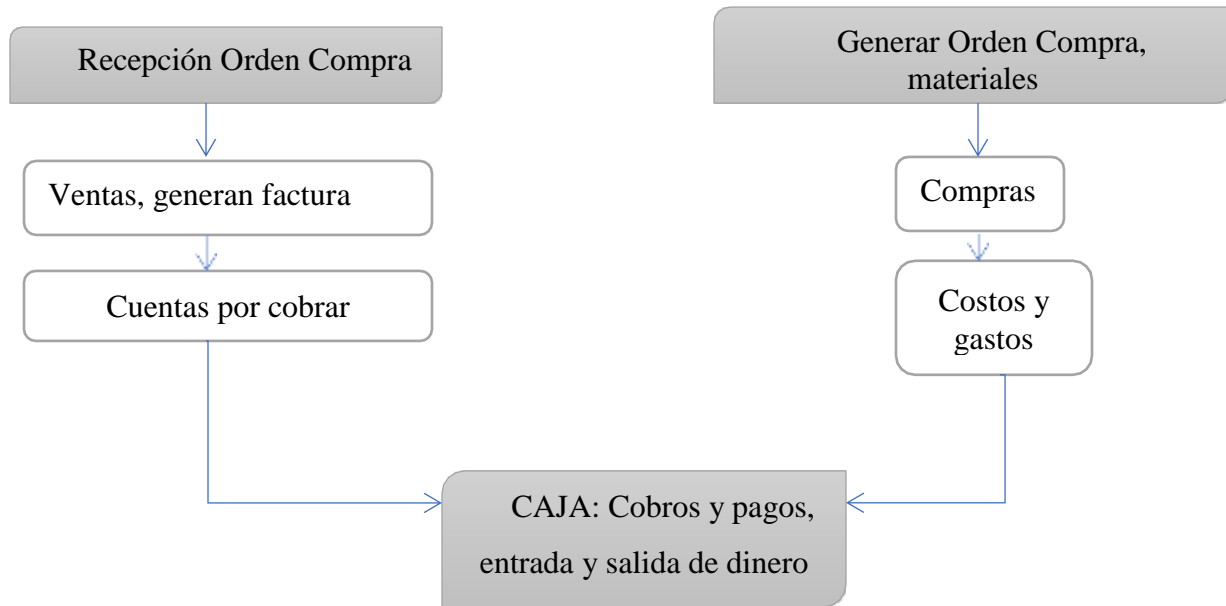 Recepción Orden Compra
Generar Orden Compra,
materiales
Ventas, generan factura
Compras
Cuentas por cobrar
Costos y
gastos
CAJA: Cobros y pagos,
entrada y salida de dinero